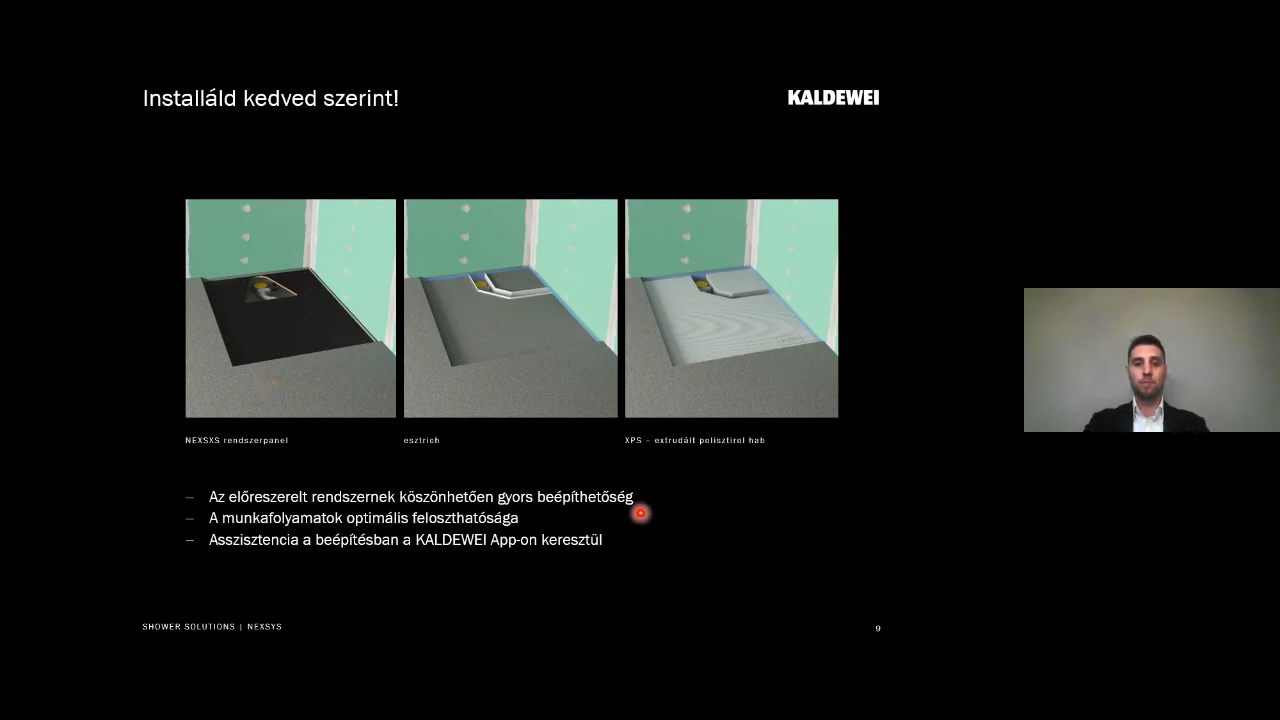 Installáld kedved szerint!
KALDEWEI
NEXSXS rendszerpanel
esztrich
XPS – extrudált polisztirol hab
– Az előreszerelt rendszernek köszönhetően gyors beépíthetőség
– A munkafolyamatok optimális feloszthatósága
– Asszisztencia a beépítésban a KALDEWEI App-on keresztül
SHOWER SOLUTIONS | NEXSYS
9